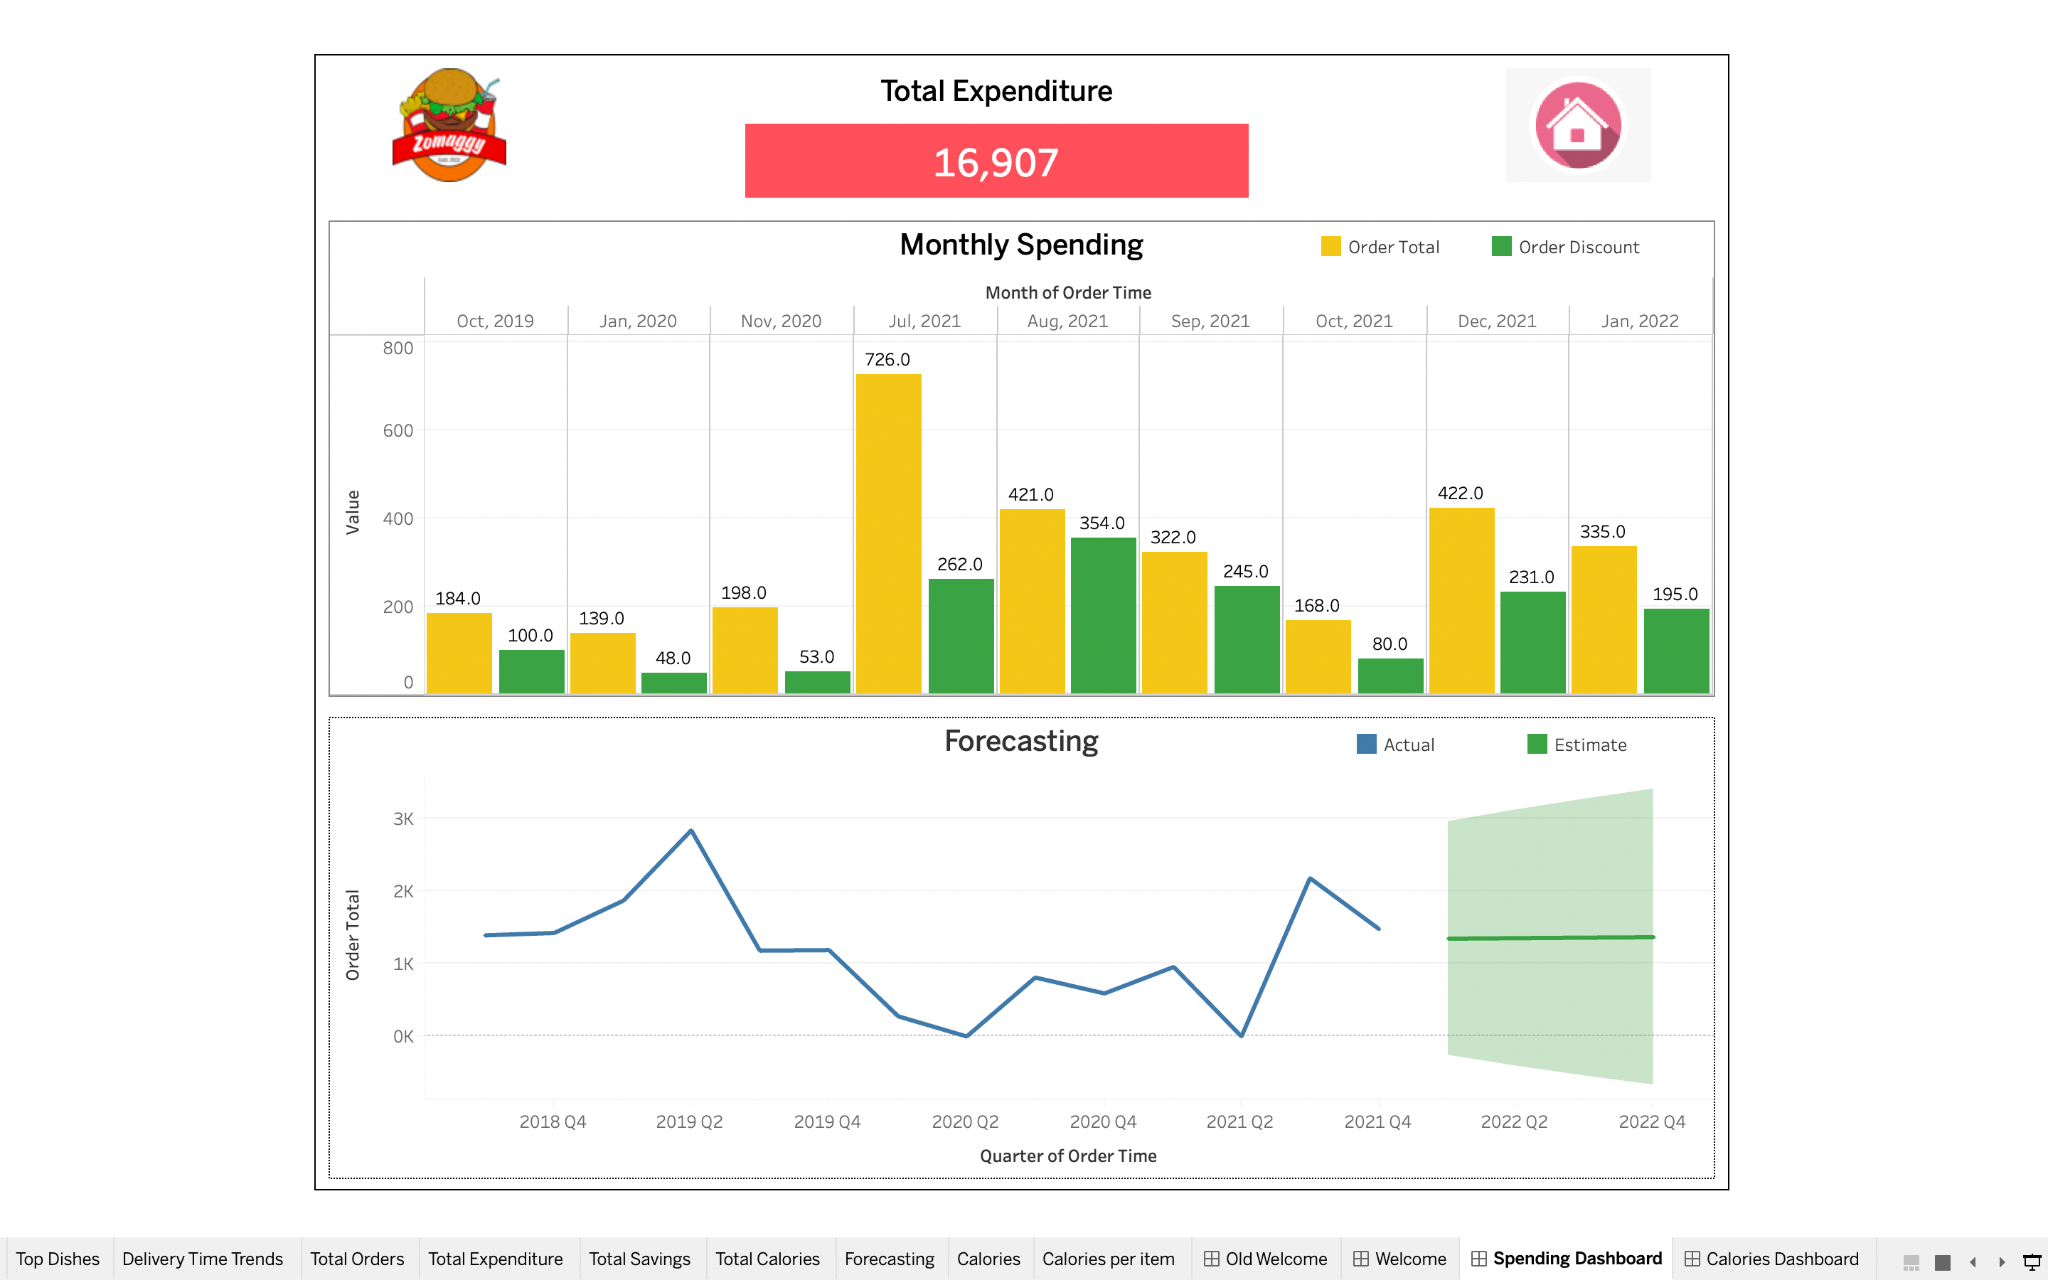 Total Expenditure
Zomaggy
16,907
Monthly Spending
Order Total
Order Discount
Month of Order Time
Oct, 2019 Jan, 2020 Nov, 2020 Jul, 2021 Aug, 2021 Sep, 2021 Oct, 2021 Dec, 2021 Jan, 2022
Value
800
600
400
200
0
184.0 100.0 139.0 48.0 198.0 53.0 726.0 262.0 421.0 354.0 322.0 245.0 168.0 80.0 422.0 231.0 335.0 195.0
Forecasting
Actual
Estimate
Order Total
3K
2K
1K
0K
2018 Q4 2019 Q2 2019 Q4 2020 Q2 2020 Q4 2021 Q2 2021 Q4 2022 Q2 2022 Q4
Quarter of Order Time
Top Dishes Delivery Time Trends Total Orders Total Expenditure Total Savings Total Calories Forecasting Calories Calories per item Old Welcome Welcome Spending Dashboard Calories Dashboard